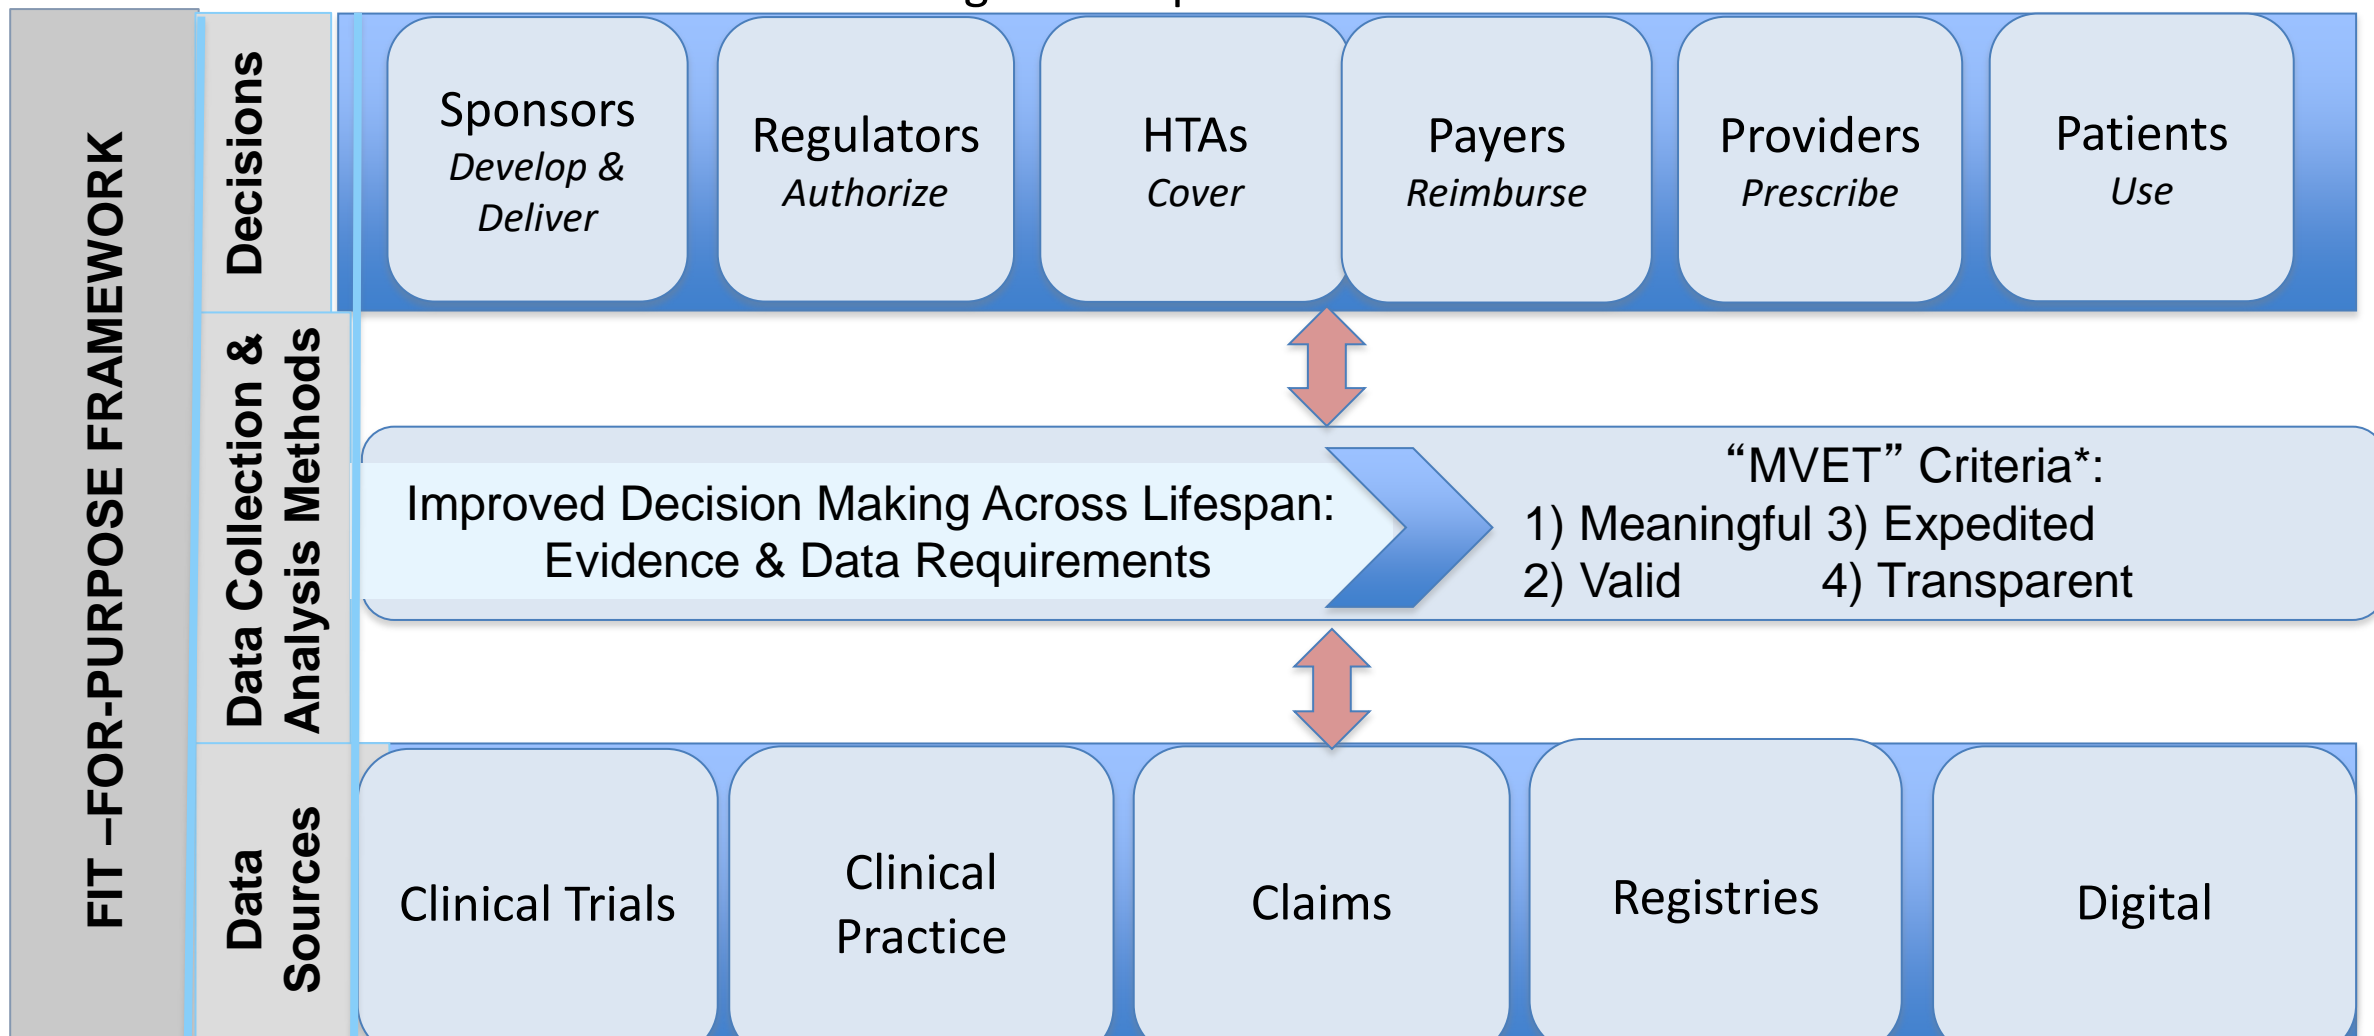 FIT –FOR-PURPOSE FRAMEWORK
Decisions
Sponsors
Develop &
Deliver
Regulators
Authorize
HTAs
Cover
Payers
Reimburse
Providers
Prescribe
Patients
Use
Data Collection &
Analysis Methods
Improved Decision Making Across Lifespan:
Evidence & Data Requirements
“MVET” Criteria*:
1) Meaningful 3) Expedited
2) Valid 4) Transparent
Data
Sources
Clinical Trials
Clinical
Practice
Claims
Registries
Digital